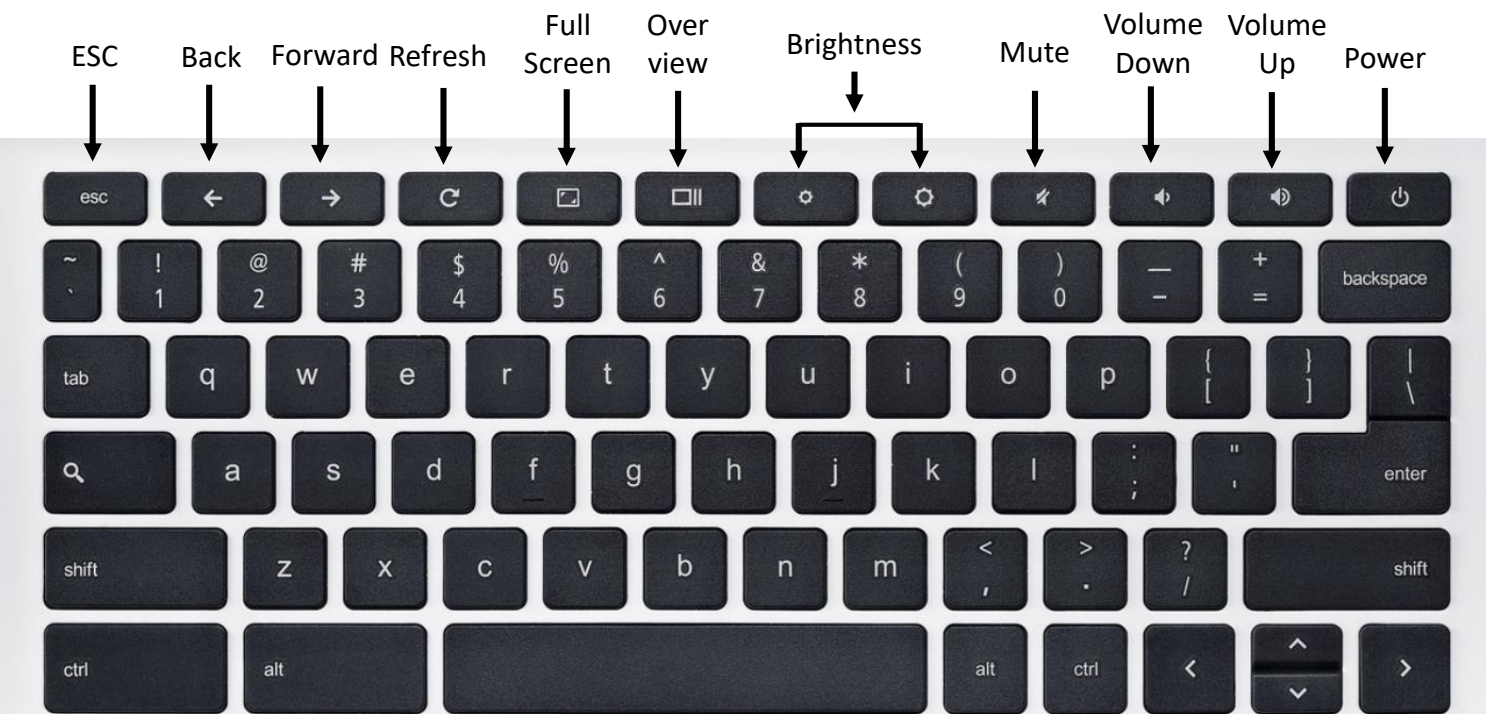 ESC Back Forward Refresh Full Screen Over view Brightness Mute Volume Down Volume Up Power
esc
~ ! @ # $ % ^ & * ( ) — +
` 1 2 3 4 5 6 7 8 9 0 - = backspace
tab q w e r t y u i o p { [ } ] | \
a s d f g h j k l : ; " ' enter
shift z x c v b n m < , > . ? / shift
ctrl alt alt ctrl